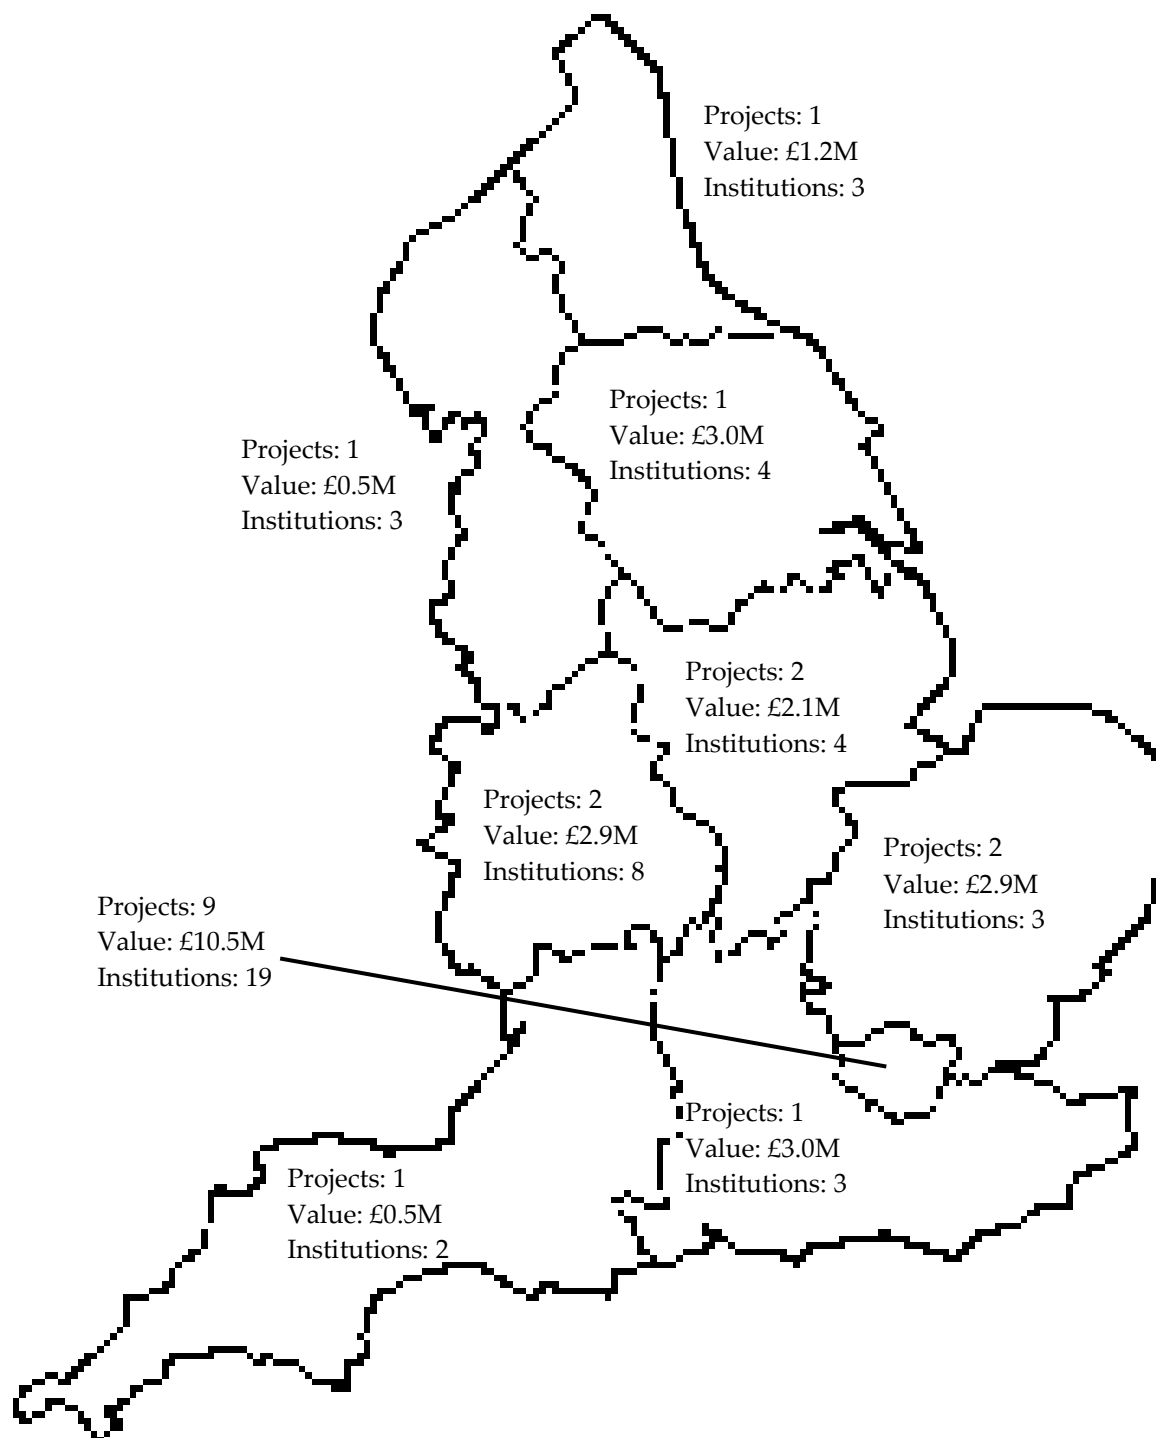 Projects: 1
Value: £1.2M
Institutions: 3
Projects: 1
Value: £3.0M
Institutions: 4
Projects: 1
Value: £0.5M
Institutions: 3
Projects: 2
Value: £2.1M
Institutions: 4
Projects: 2
Value: £2.9M
Institutions: 8
Projects: 2
Value: £2.9M
Institutions: 3
Projects: 9
Value: £10.5M
Institutions: 19
Projects: 1
Value: £3.0M
Institutions: 3
Projects: 1
Value: £0.5M
Institutions: 2